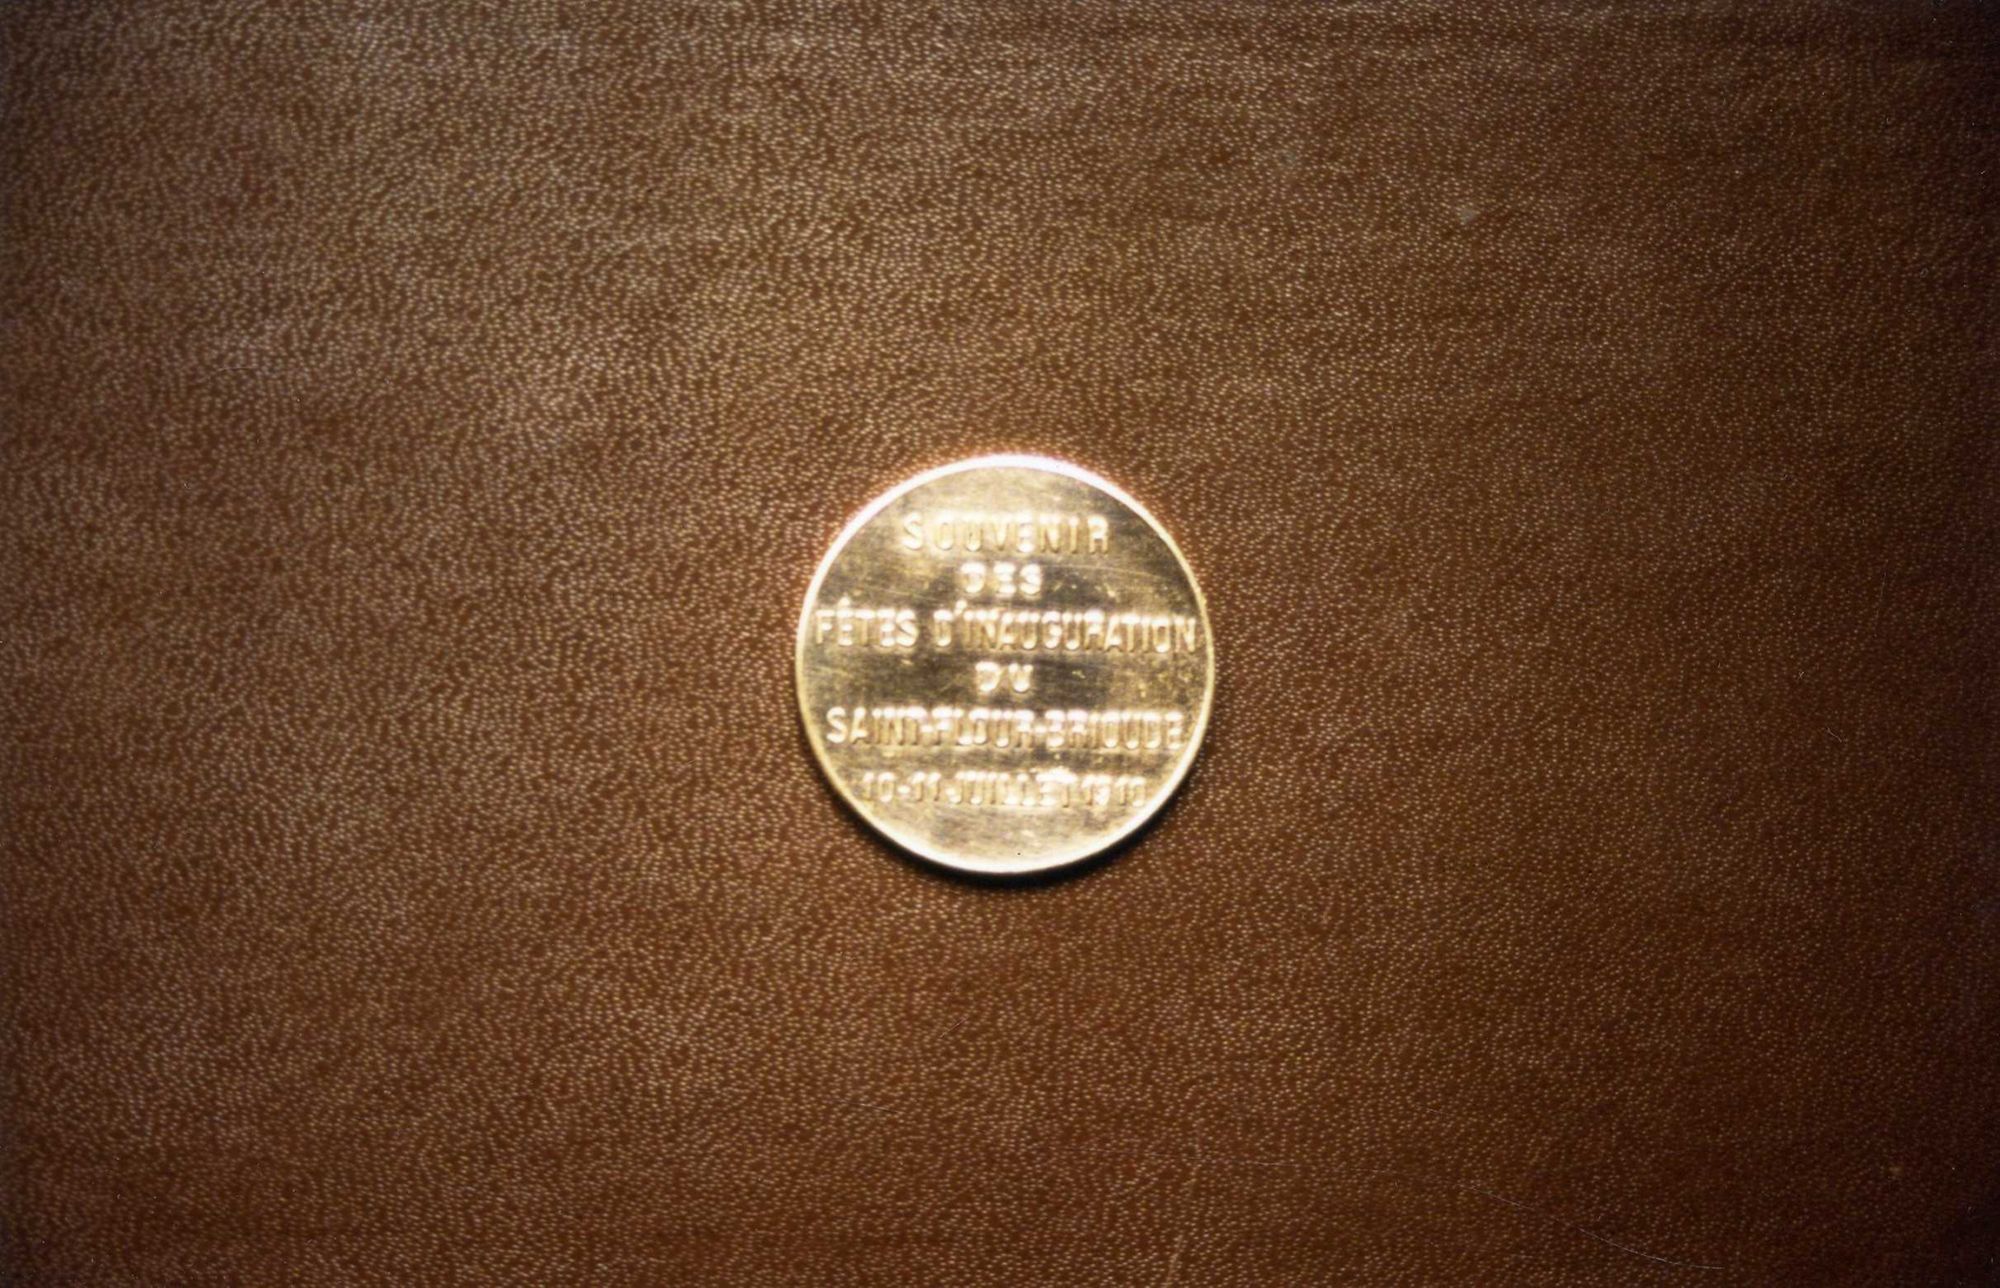 SOUVENIR
DES
FÊTES D'INAUGURATION
DU
SAINT-FLOUR-BRIOUDE
10-11 JUILLET 1910